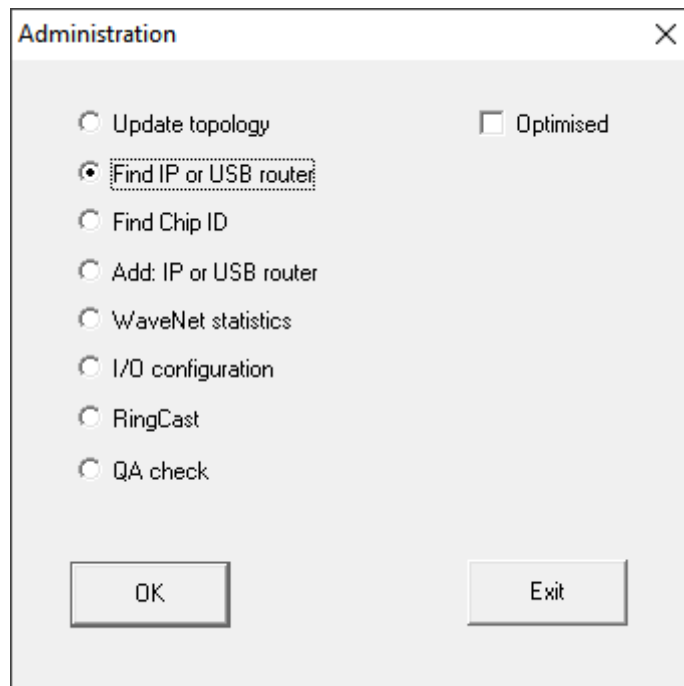 Administration
Update topology
Optimised
Find IP or USB router
Find Chip ID
Add: IP or USB router
WaveNet statistics
I/O configuration
RingCast
QA check
OK
Exit